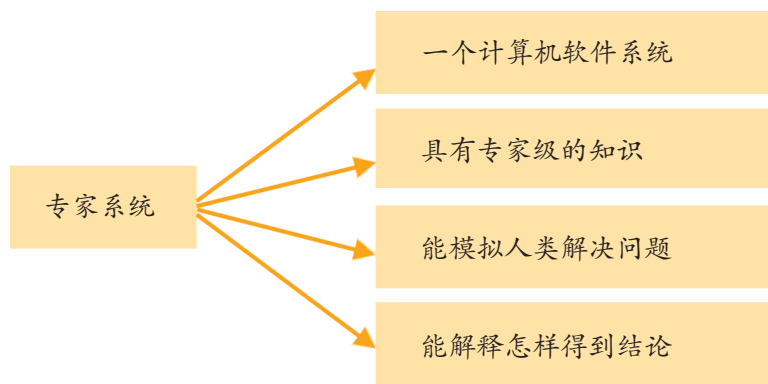 专家系统
一个计算机软件系统
具有专家级的知识
能模拟人类解决问题
能解释怎样得到结论